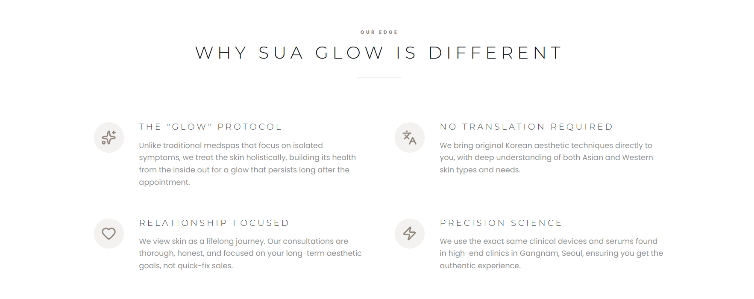 OUR EDGE
WHY SUA GLOW IS DIFFERENT
THE "GLOW" PROTOCOL
Unlike traditional medspas that focus on isolated
symptoms, we treat the skin holistically, building its health
from the inside out for a glow that persists long after the
appointment.
NO TRANSLATION REQUIRED
We bring original Korean aesthetic techniques directly to
you, with deep understanding of both Asian and Western
skin types and needs.
RELATIONSHIP FOCUSED
We view skin as a lifelong journey. Our consultations are
thorough, honest, and focused on your long-term aesthetic
goals, not quick-fix sales.
PRECISION SCIENCE
We use the exact same clinical devices and serums found
in high-end clinics in Gangnam, Seoul, ensuring you get the
authentic experience.